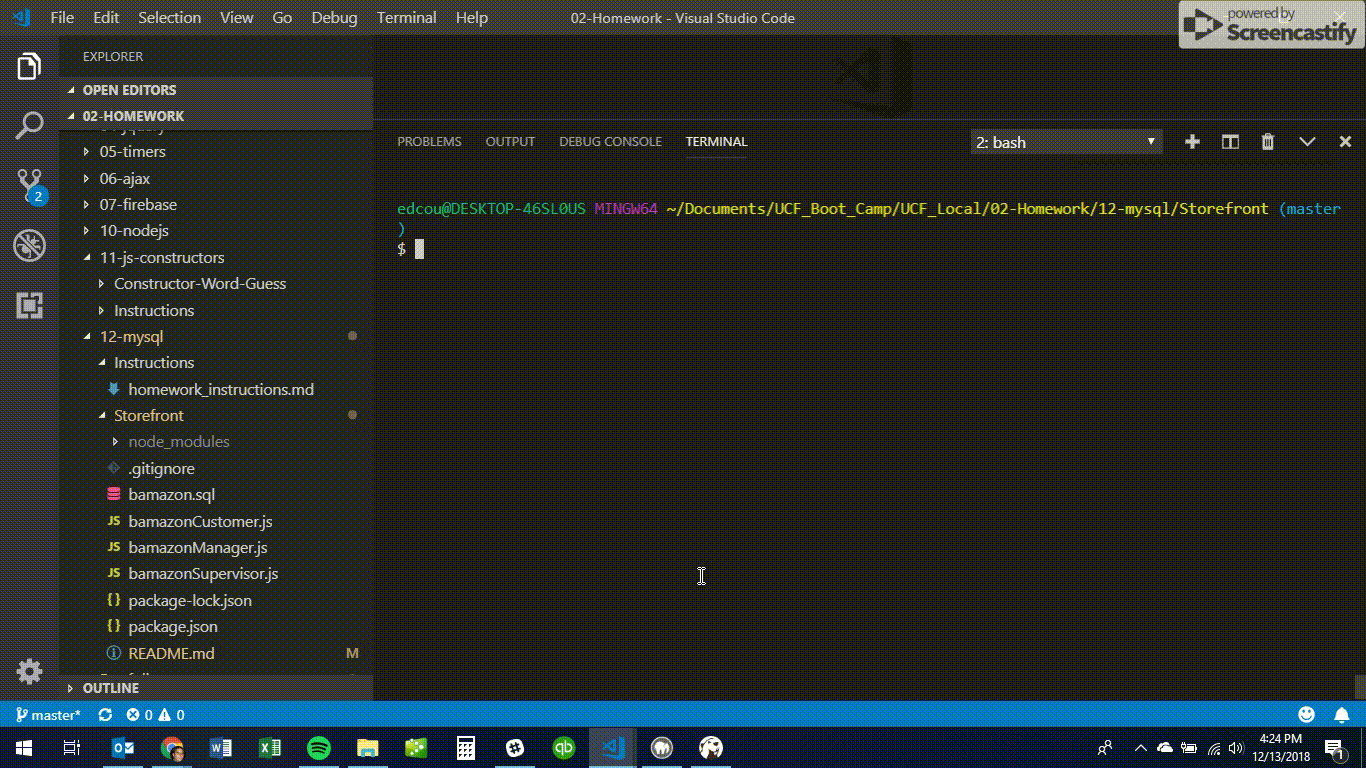 File Edit Selection View Go Debug Terminal Help
02-Homework - Visual Studio Code
powered by
Screencastify
EXPLORER
OPEN EDITORS
02-HOMEWORK
05-timers
06-ajax
07-firebase
10-nodejs
11-js-constructors
Constructor-Word-Guess
Instructions
12-mysql
Instructions
homework_instructions.md
Storefront
node_modules
.gitignore
bamazon.sql
JS bamazonCustomer.js
JS bamazonManager.js
JS bamazonSupervisor.js
{} package-lock.json
{} package.json
README.md M
OUTLINE
2
PROBLEMS OUTPUT DEBUG CONSOLE TERMINAL 2: bash
edcou@DESKTOP-46SL0US MINGW64 ~/Documents/UCF_Boot_Camp/UCF_Local/02-Homework/12-mysql/Storefront (master
)
$
master* 0 0
qb
4:24 PM
12/13/2018
1